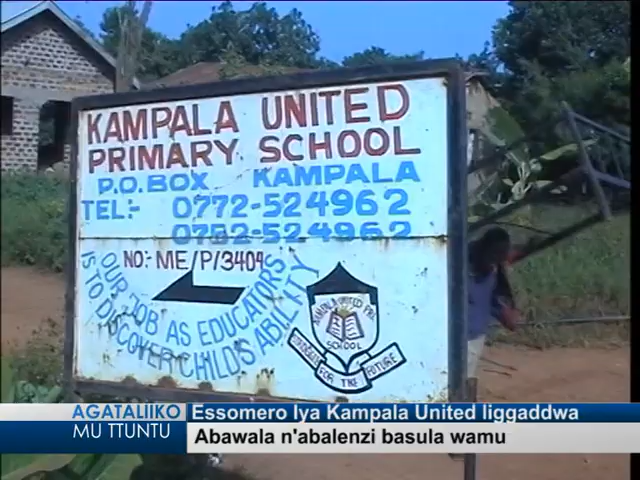 KAMPALA UNITED
PRIMARY SCHOOL
P.O. BOX KAMPALA
TEL:- 0772-524962
0752-524962
NO:- ME/P/3404
OUR JOB AS EDUCATORS
IS TO DISCOVER CHILD'S ABILITY
KAMPALA UNITED PRI.
SCHOOL
FOR THE FUTURE
AGATALIIKO
MU TTUNTU
Essomero lya Kampala United liggaddwa
Abawala n'abalenzi basula wamu